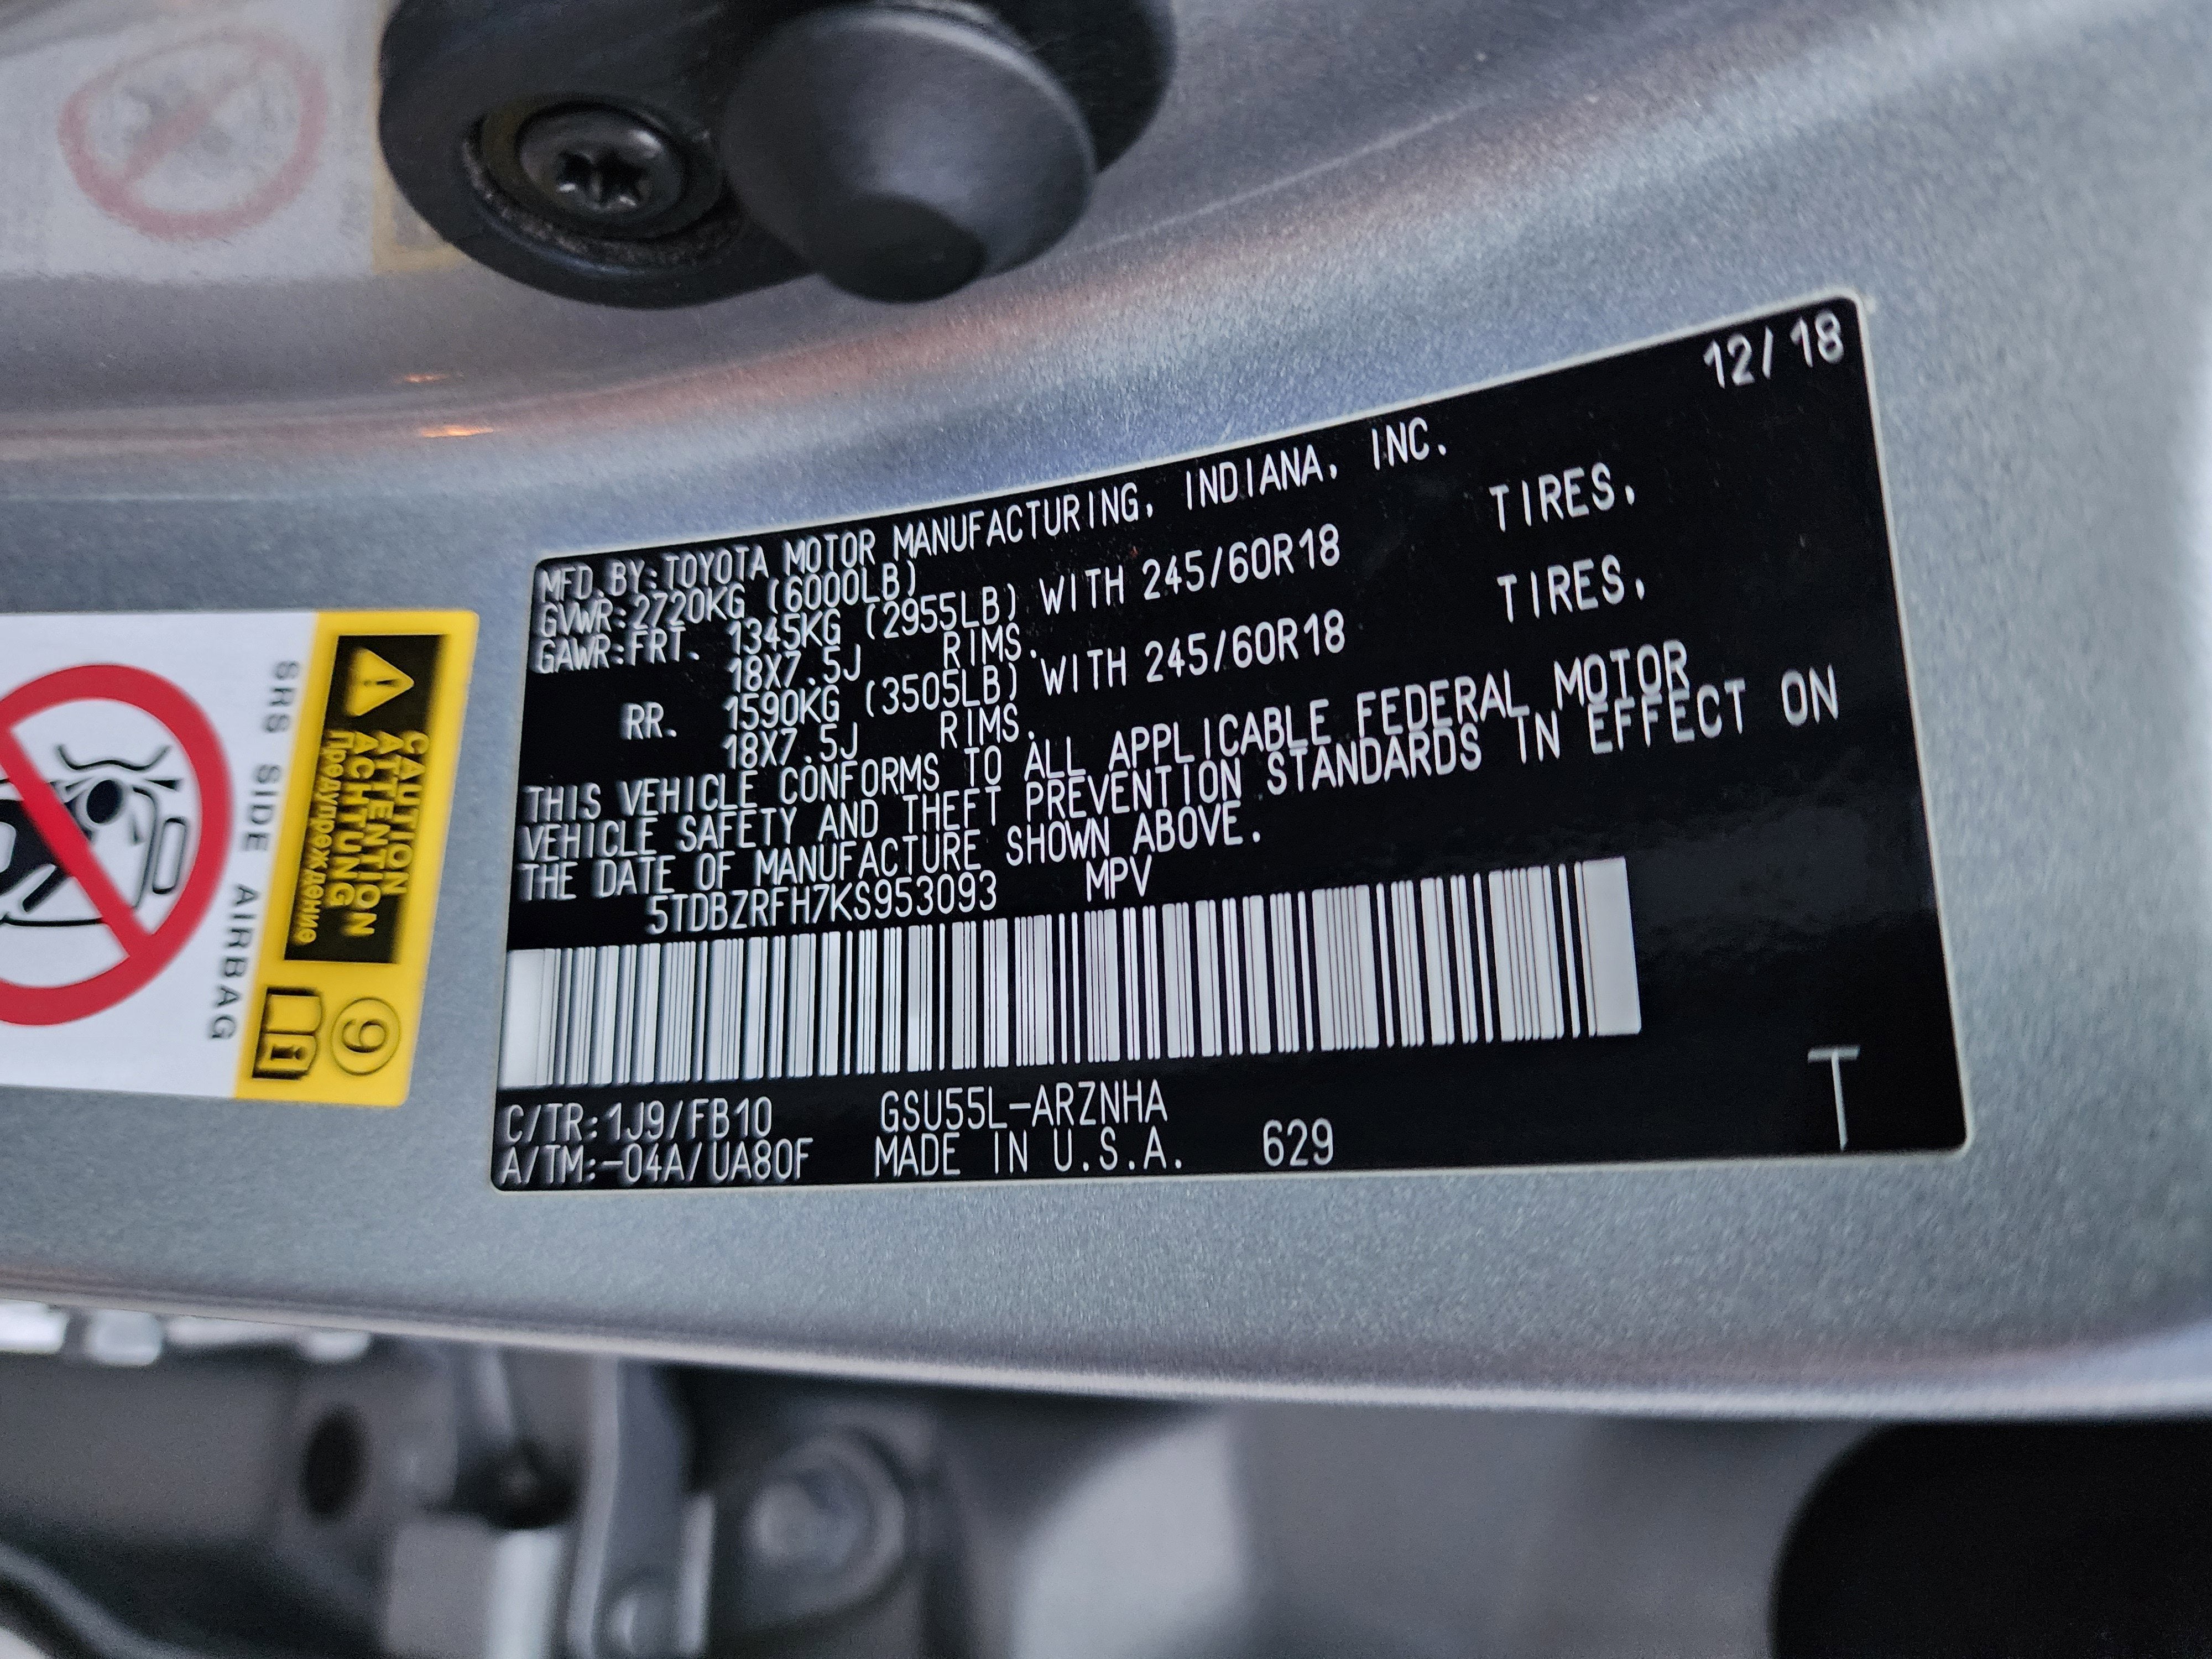 12/18
MFD.BY:TOYOTA MOTOR MANUFACTURING, INDIANA, INC.
GVWR:2720KG (6000LB)
GAWR:FRT. 1345KG (2955LB) WITH 245/60R18 TIRES,
18X7.5J RIMS.
RR. 1590KG (3505LB) WITH 245/60R18 TIRES,
18X7.5J RIMS.
THIS VEHICLE CONFORMS TO ALL APPLICABLE FEDERAL MOTOR
VEHICLE SAFETY AND THEFT PREVENTION STANDARDS IN EFFECT ON
THE DATE OF MANUFACTURE SHOWN ABOVE.
5TDBZRFH7KS953093 MPV
C/TR:1J9/FB10 GSU55L-ARZNHA
A/TM:-04A/UA80F MADE IN U.S.A. 629
T
CAUTION
ATTENTION
ACHTUNG
Предупреждение
9
i
SRS SIDE AIRBAG